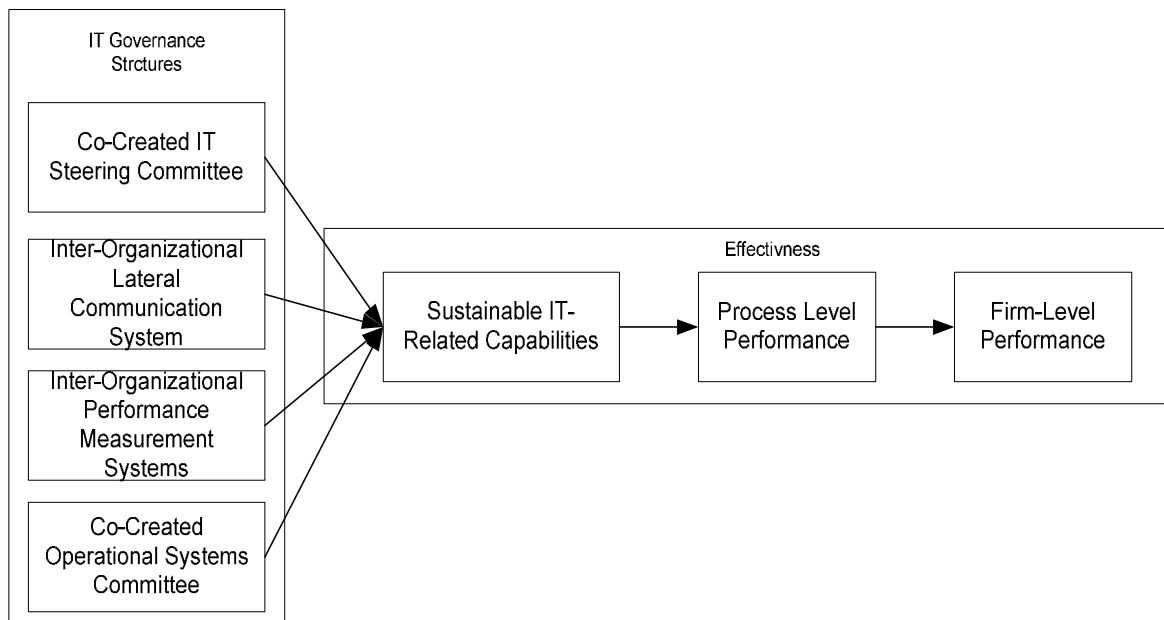 IT Governance
Strctures
Co-Created IT
Steering Committee
Inter-Organizational
Lateral
Communication
System
Inter-Organizational
Performance
Measurement
Systems
Co-Created
Operational Systems
Committee
Effectivness
Sustainable IT-
Related Capabilities
Process Level
Performance
Firm-Level
Performance